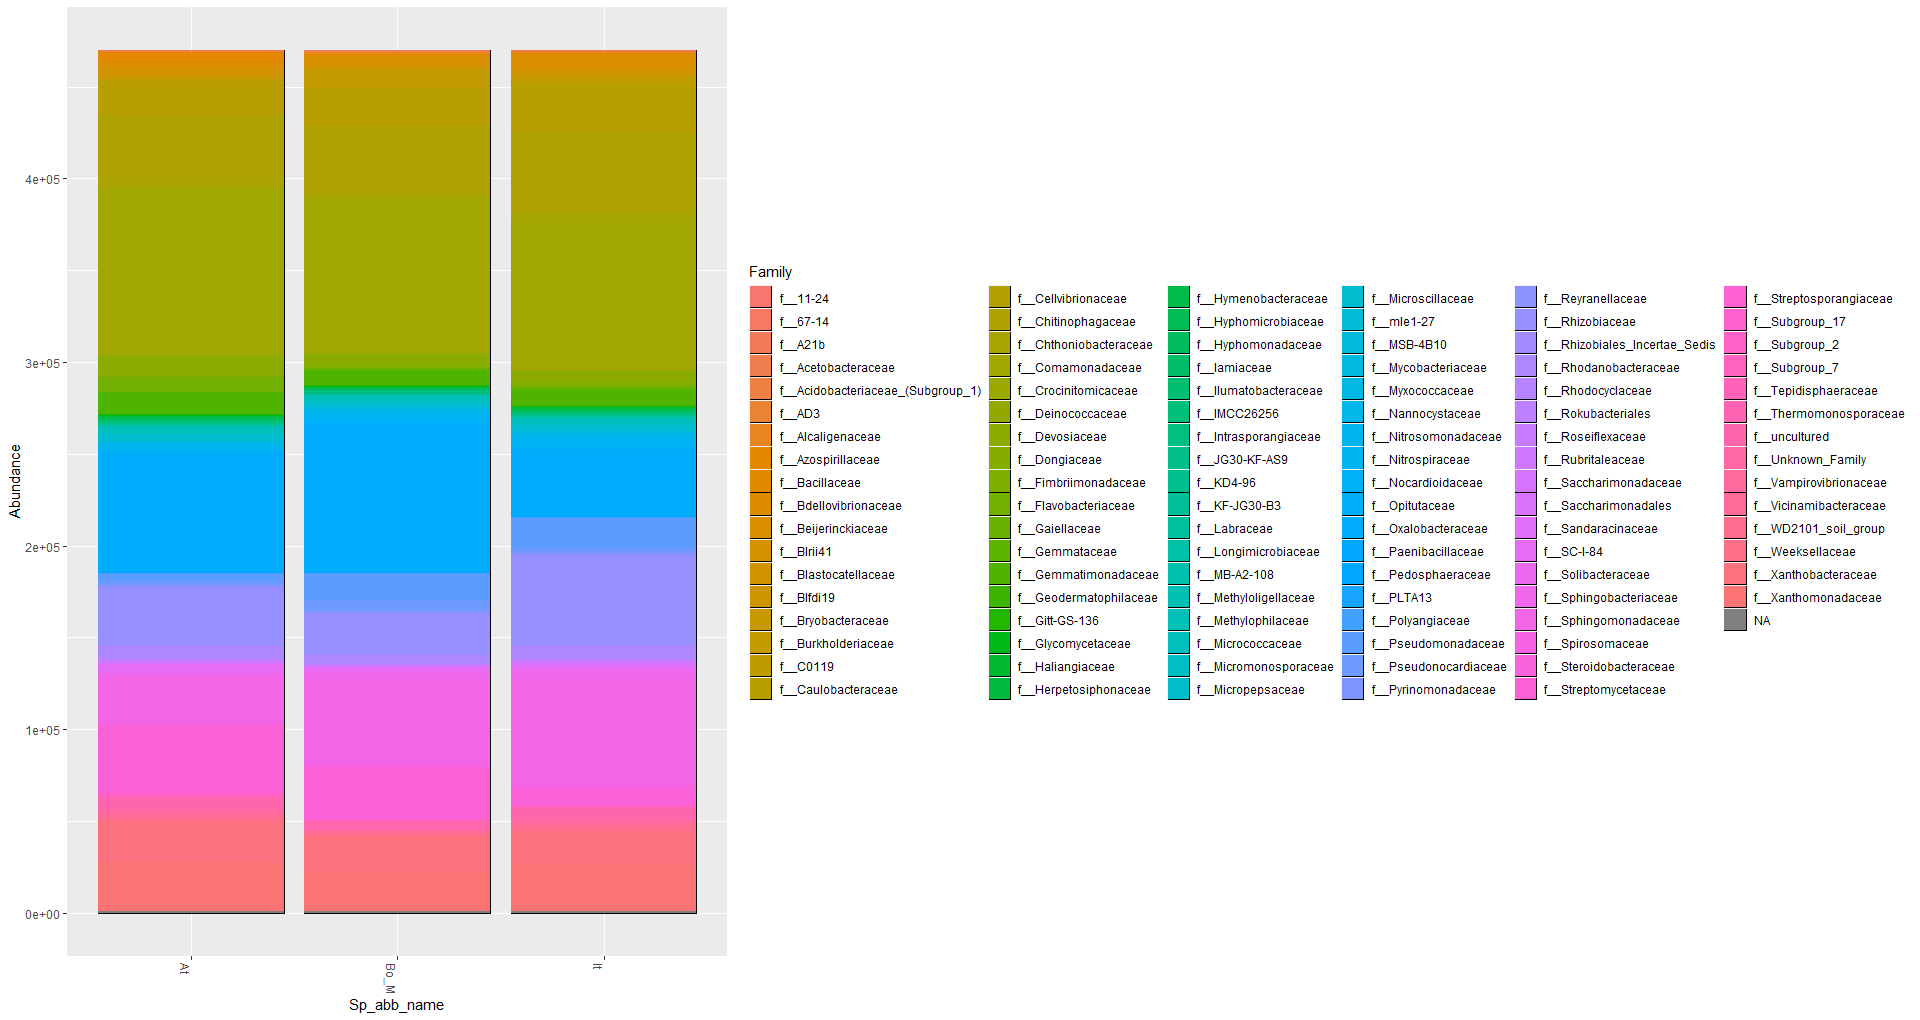 4e+05
3e+05
2e+05
1e+05
0e+00
Abundance
At
Bo_M
It
Sp_abb_name
Family
f__11-24
f__67-14
f__A21b
f__Acetobacteraceae
f__Acidobacteriaceae_(Subgroup_1)
f__AD3
f__Alcaligenaceae
f__Azospirillaceae
f__Bacillaceae
f__Bdellovibrionaceae
f__Beijerinckiaceae
f__BIrii41
f__Blastocatellaceae
f__Blfdi19
f__Bryobacteraceae
f__Burkholderiaceae
f__C0119
f__Caulobacteraceae
f__Cellvibrionaceae
f__Chitinophagaceae
f__Chthoniobacteraceae
f__Comamonadaceae
f__Crocinitomicaceae
f__Deinococcaceae
f__Devosiaceae
f__Dongiaceae
f__Fimbriimonadaceae
f__Flavobacteriaceae
f__Gaiellaceae
f__Gemmataceae
f__Gemmatimonadaceae
f__Geodermatophilaceae
f__Gitt-GS-136
f__Glycomycetaceae
f__Haliangiaceae
f__Herpetosiphonaceae
f__Hymenobacteraceae
f__Hyphomicrobiaceae
f__Hyphomonadaceae
f__Iamiaceae
f__Ilumatobacteraceae
f__IMCC26256
f__Intrasporangiaceae
f__JG30-KF-AS9
f__KD4-96
f__KF-JG30-B3
f__Labraceae
f__Longimicrobiaceae
f__MB-A2-108
f__Methyloligellaceae
f__Methylophilaceae
f__Micrococcaceae
f__Micromonosporaceae
f__Micropepsaceae
f__Microscillaceae
f__mle1-27
f__MSB-4B10
f__Mycobacteriaceae
f__Myxococcaceae
f__Nannocystaceae
f__Nitrosomonadaceae
f__Nitrospiraceae
f__Nocardioidaceae
f__Opitutaceae
f__Oxalobacteraceae
f__Paenibacillaceae
f__Pedosphaeraceae
f__PLTA13
f__Polyangiaceae
f__Pseudomonadaceae
f__Pseudonocardiaceae
f__Pyrinomonadaceae
f__Reyranellaceae
f__Rhizobiaceae
f__Rhizobiales_Incertae_Sedis
f__Rhodanobacteraceae
f__Rhodocyclaceae
f__Rokubacteriales
f__Roseiflexaceae
f__Rubritaleaceae
f__Saccharimonadaceae
f__Saccharimonadales
f__Sandaracinaceae
f__SC-I-84
f__Solibacteraceae
f__Sphingobacteriaceae
f__Sphingomonadaceae
f__Spirosomaceae
f__Steroidobacteraceae
f__Streptomycetaceae
f__Streptosporangiaceae
f__Subgroup_17
f__Subgroup_2
f__Subgroup_7
f__Tepidisphaeraceae
f__Thermomonosporaceae
f__uncultured
f__Unknown_Family
f__Vampirovibrionaceae
f__Vicinamibacteraceae
f__WD2101_soil_group
f__Weeksellaceae
f__Xanthobacteraceae
f__Xanthomonadaceae
NA